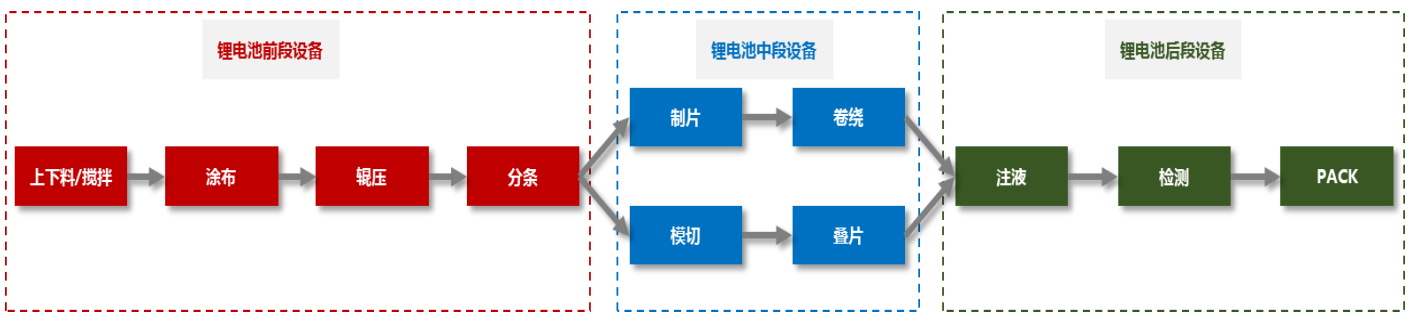 锂电池前段设备
上下料/搅拌
涂布
辊压
分条
锂电池中段设备
制片
卷绕
模切
叠片
锂电池后段设备
注液
检测
PACK